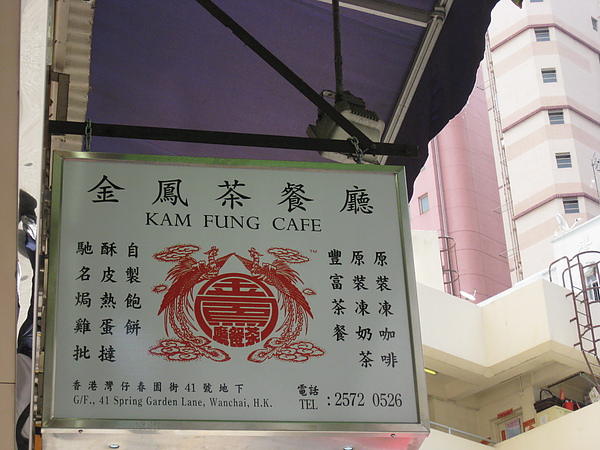 金鳳茶餐廳
KAM FUNG CAFE
自製飽餅
酥皮熱蛋撻
馳名焗雞批
原裝凍咖啡
原裝凍奶茶
豐富茶餐
TM
香港灣仔春園街 41 號地下
G/F., 41 Spring Garden Lane, Wanchai, H.K.
電話
TEL : 2572 0526